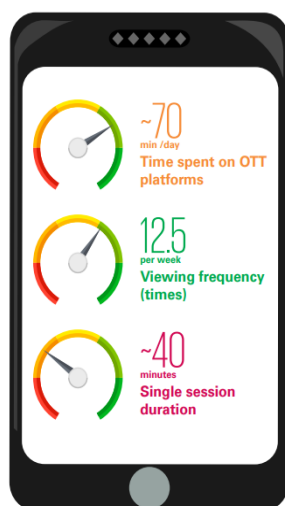 ~70
min /day
Time spent on OTT
platforms
12.5
per week
Viewing frequency
(times)
~40
minutes
Single session
duration